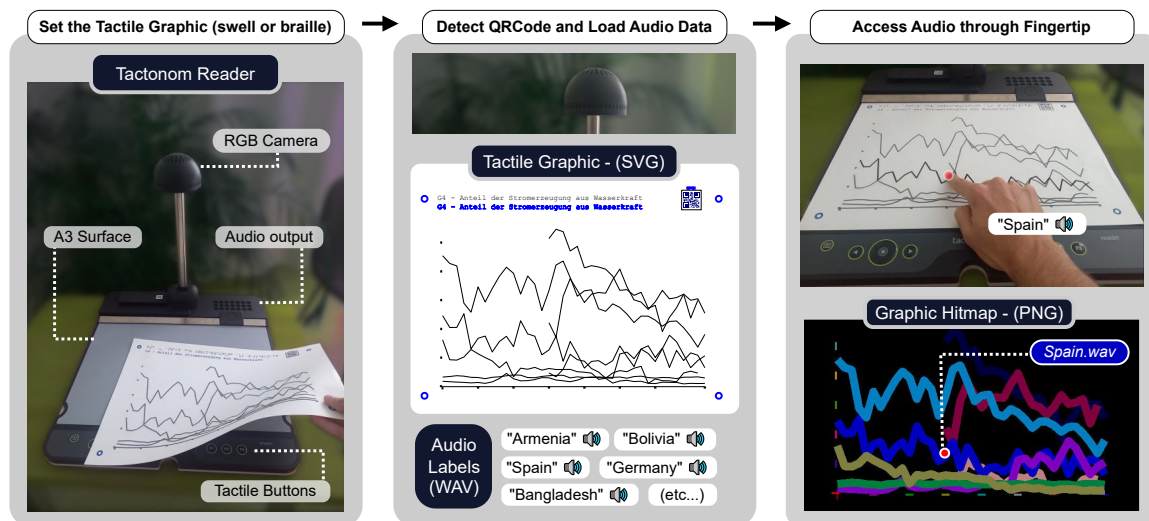 Set the Tactile Graphic (swell or braille)
Tactonom Reader
RGB Camera
A3 Surface
Audio output
Tactile Buttons
Detect QRCode and Load Audio Data
Tactile Graphic - (SVG)
G4 - Anteil der Stromerzeugung aus Wasserkraft
G4 - Anteil der Stromerzeugung aus Wasserkraft
Audio
Labels
(WAV)
"Armenia"
"Bolivia"
"Spain"
"Germany"
"Bangladesh"
(etc...)
Access Audio through Fingertip
"Spain"
Graphic Hitmap - (PNG)
Spain.wav